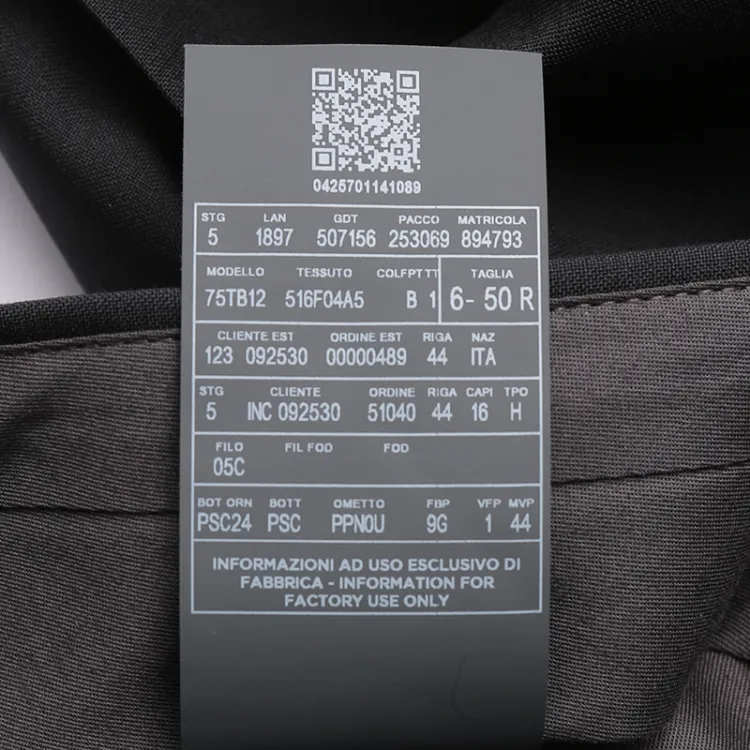 0425701141089
STG LAN GDT PACCO MATRICOLA
5 1897 507156 253069 894793
MODELLO TESSUTO COLFPTTT TAGLIA
75TB12 516F04A5 B 1 6- 50 R
CLIENTE EST ORDINE EST RIGA NAZ
123 092530 00000489 44 ITA
STG CLIENTE ORDINE RIGA CAPI TPO
5 INC 092530 51040 44 16 H
FILO FIL FOD FOD
05C
BOT ORN BOTT OMETTO FBP VFP MVP
PSC24 PSC PPN0U 9G 1 44
INFORMAZIONI AD USO ESCLUSIVO DI
FABBRICA - INFORMATION FOR
FACTORY USE ONLY